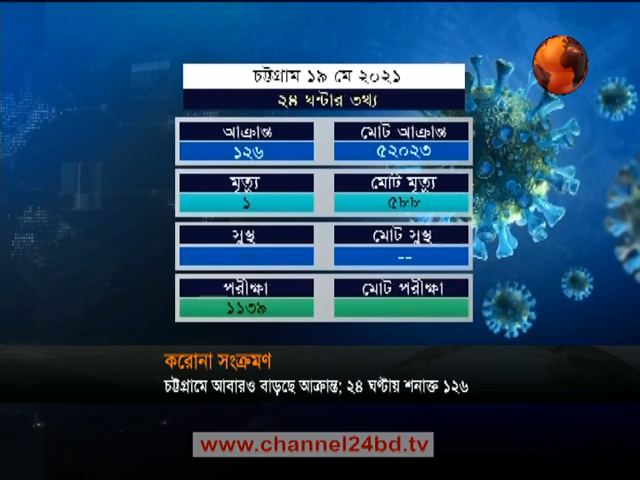 চট্টগ্রাম ১৯ মে ২০২১
২৪ ঘন্টার তথ্য
আক্রান্ত মোট আক্রান্ত
১২৬ ৫২০২৩
মৃত্যু মোট মৃত্যু
১ ৫৮৮
সুস্থ মোট সুস্থ
--
পরীক্ষা মোট পরীক্ষা
১১৩৯
করোনা সংক্রমণ
চট্টগ্রামে আবারও বাড়ছে আক্রান্ত; ২৪ ঘণ্টায় শনাক্ত ১২৬
www.channel24bd.tv